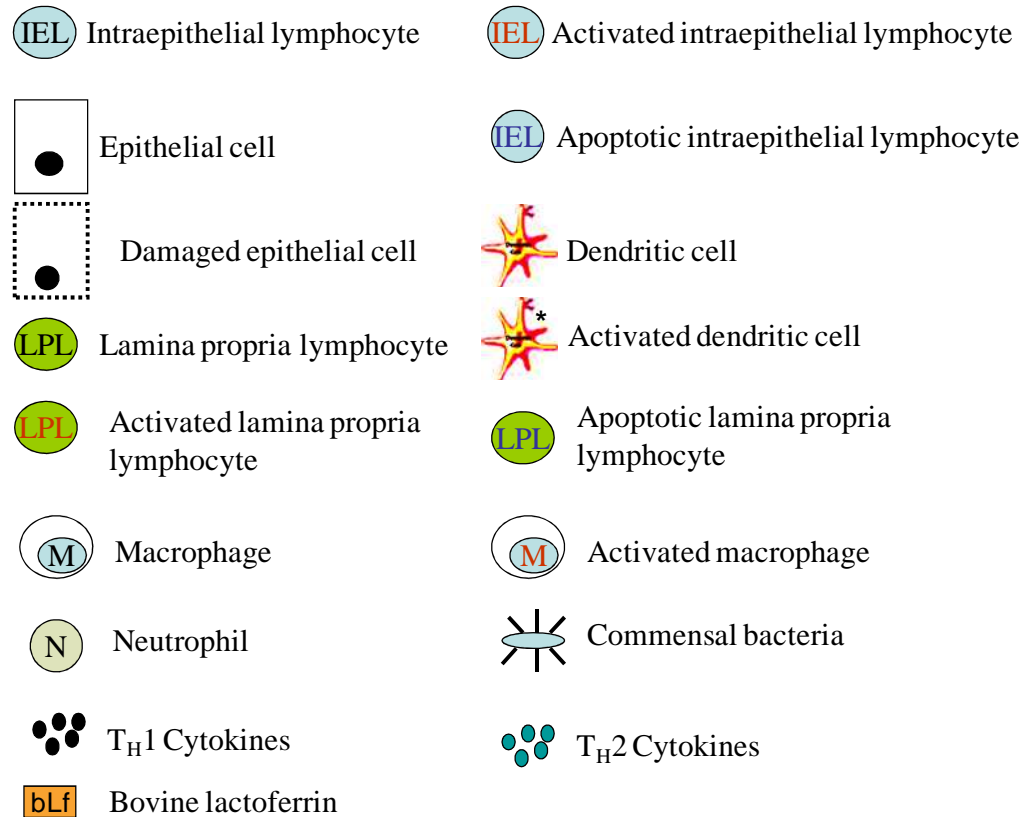 IEL Intraepithelial lymphocyte
IEL Activated intraepithelial lymphocyte
Epithelial cell
IEL Apoptotic intraepithelial lymphocyte
Damaged epithelial cell
Dendritic cell
LPL Lamina propria lymphocyte
* Activated dendritic cell
LPL Activated lamina propria
lymphocyte
LPL Apoptotic lamina propria
lymphocyte
M Macrophage
M Activated macrophage
N Neutrophil
Commensal bacteria
TH1 Cytokines
TH2 Cytokines
bLf Bovine lactoferrin